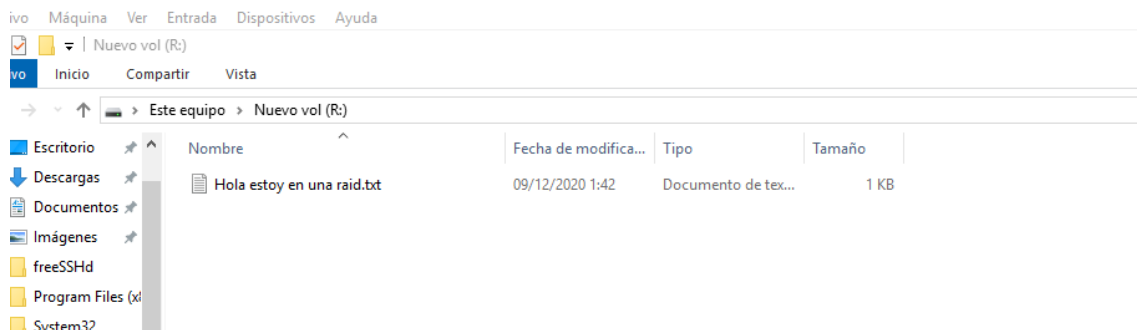 ivo Máquina Ver Entrada Dispositivos Ayuda
Nuevo vol (R:)
vo Inicio Compartir Vista
Este equipo > Nuevo vol (R:)
Nombre Fecha de modifica... Tipo Tamaño
Escritorio
Hola estoy en una raid.txt 09/12/2020 1:42 Documento de tex... 1 KB
Descargas
Documentos
Imágenes
freeSSHd
Program Files (x8
System32